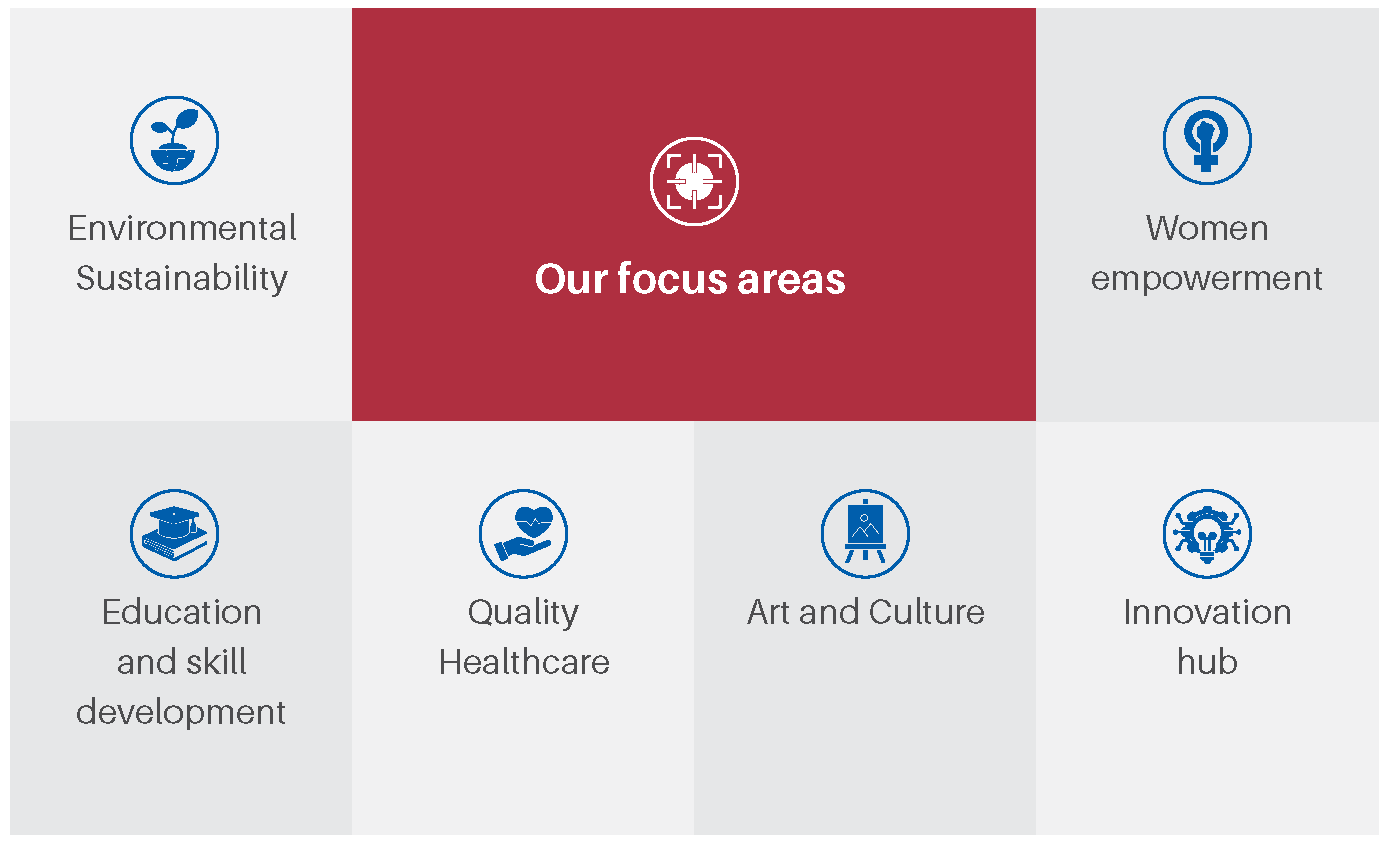 Environmental
Sustainability
Our focus areas
Women
empowerment
Education
and skill
development
Quality
Healthcare
Art and Culture
Innovation
hub